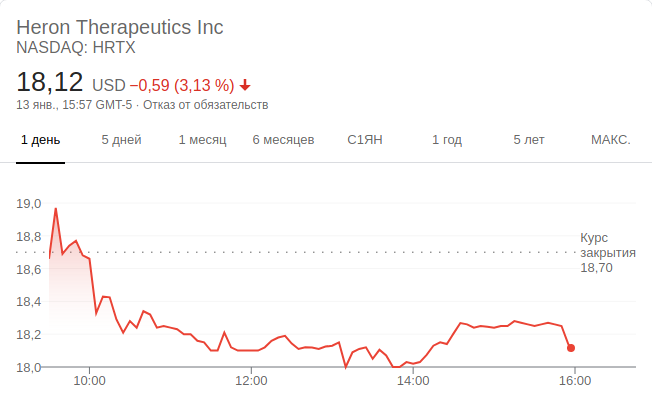 Heron Therapeutics Inc
NASDAQ: HRTX
18,12 USD −0,59 (3,13 %)
13 янв., 15:57 GMT-5 · Отказ от обязательств
1 день 5 дней 1 месяц 6 месяцев С1ЯН 1 год 5 лет МАКС.
19,0
18,8
18,6
18,4
18,2
18,0
Курс
закрытия
18,70
10:00 12:00 14:00 16:00